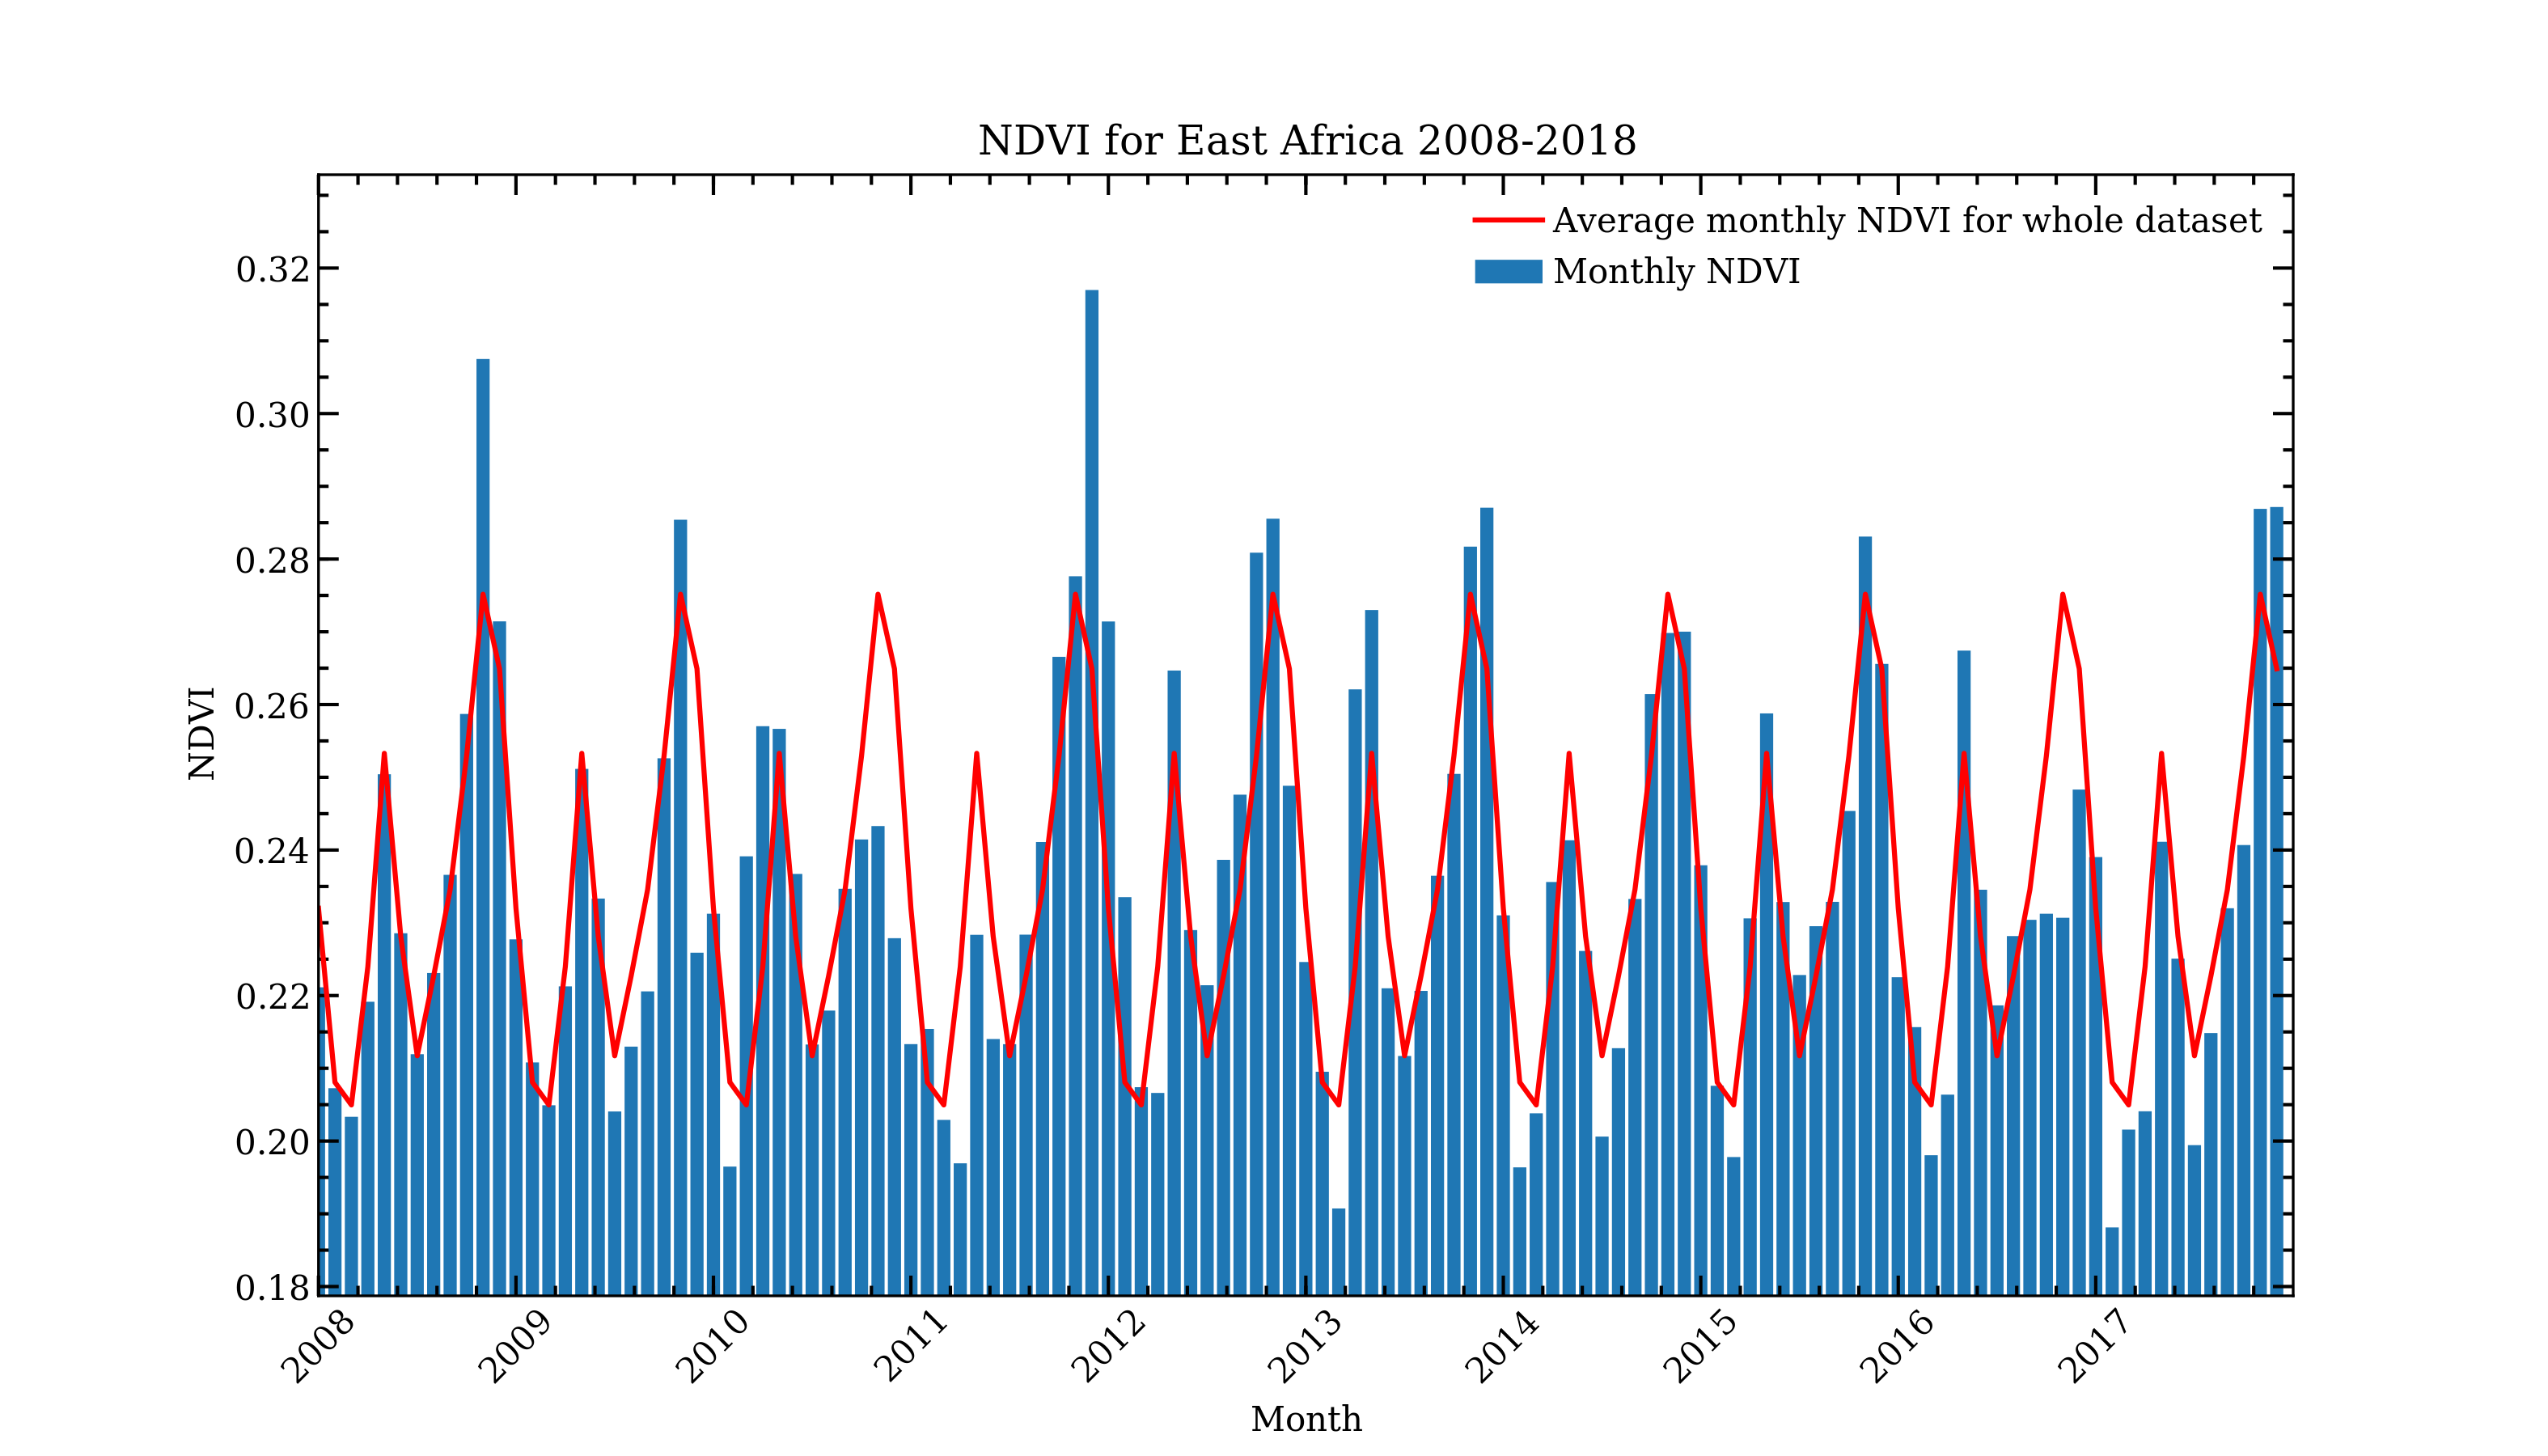 NDVI for East Africa 2008-2018
Average monthly NDVI for whole dataset
Monthly NDVI
0.32
0.30
0.28
0.26
0.24
0.22
0.20
0.18
NDVI
2008 2009 2010 2011 2012 2013 2014 2015 2016 2017
Month